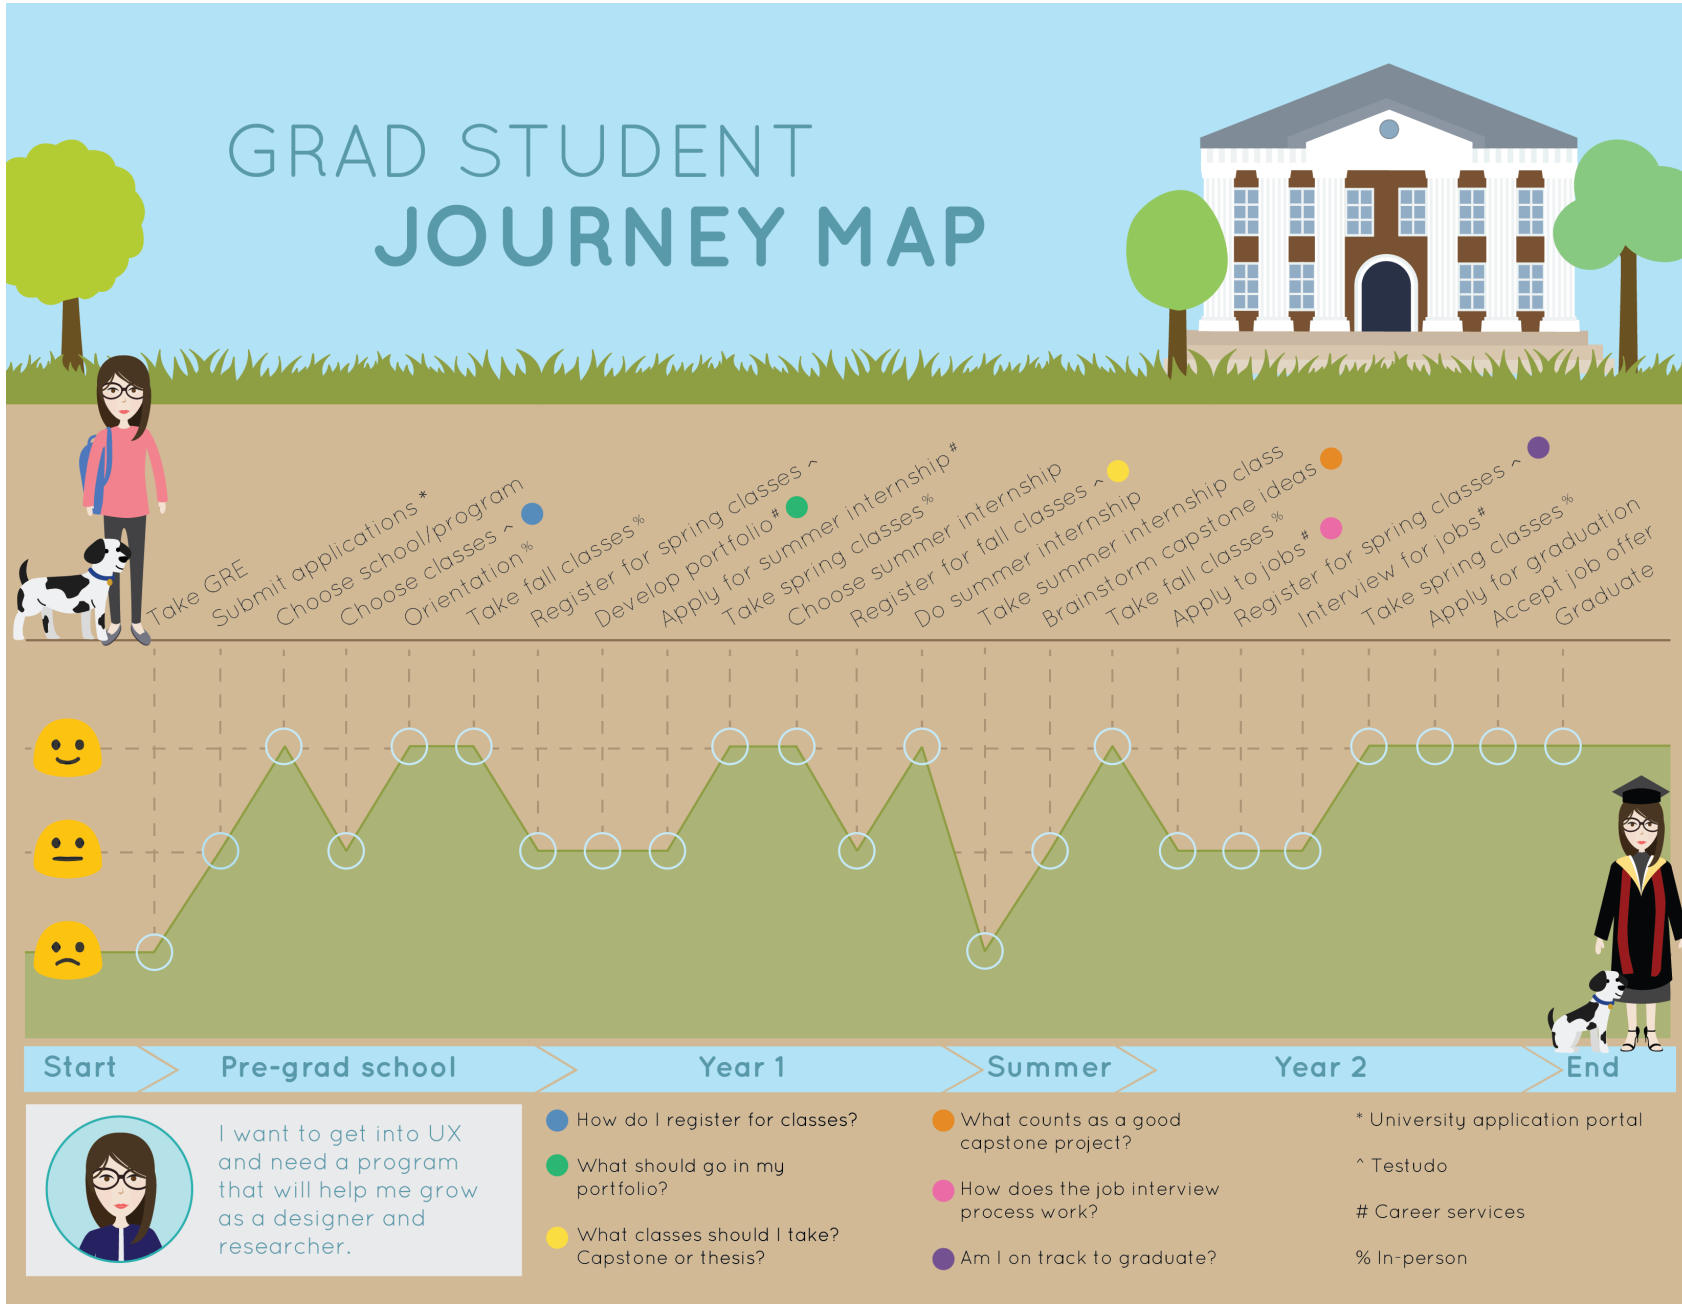 GRAD STUDENT
JOURNEY MAP
Take GRE
Submit applications*
Choose school/program
Choose classes ^
Orientation%
Take fall classes%
Register for spring classes ^
Develop portfolio#
Apply for summer internship#
Take spring classes%
Choose summer internship
Register for fall classes ^
Do summer internship
Take summer internship class
Brainstorm capstone ideas
Take fall classes%
Apply to jobs#
Register for spring classes ^
Interview for jobs#
Take spring classes%
Apply for graduation
Accept job offer
Graduate
Start
Pre-grad school
Year 1
Summer
Year 2
End
I want to get into UX
and need a program
that will help me grow
as a designer and
researcher.
How do I register for classes?
What should go in my
portfolio?
What classes should I take?
Capstone or thesis?
What counts as a good
capstone project?
How does the job interview
process work?
Am I on track to graduate?
* University application portal
^ Testudo
# Career services
% In-person